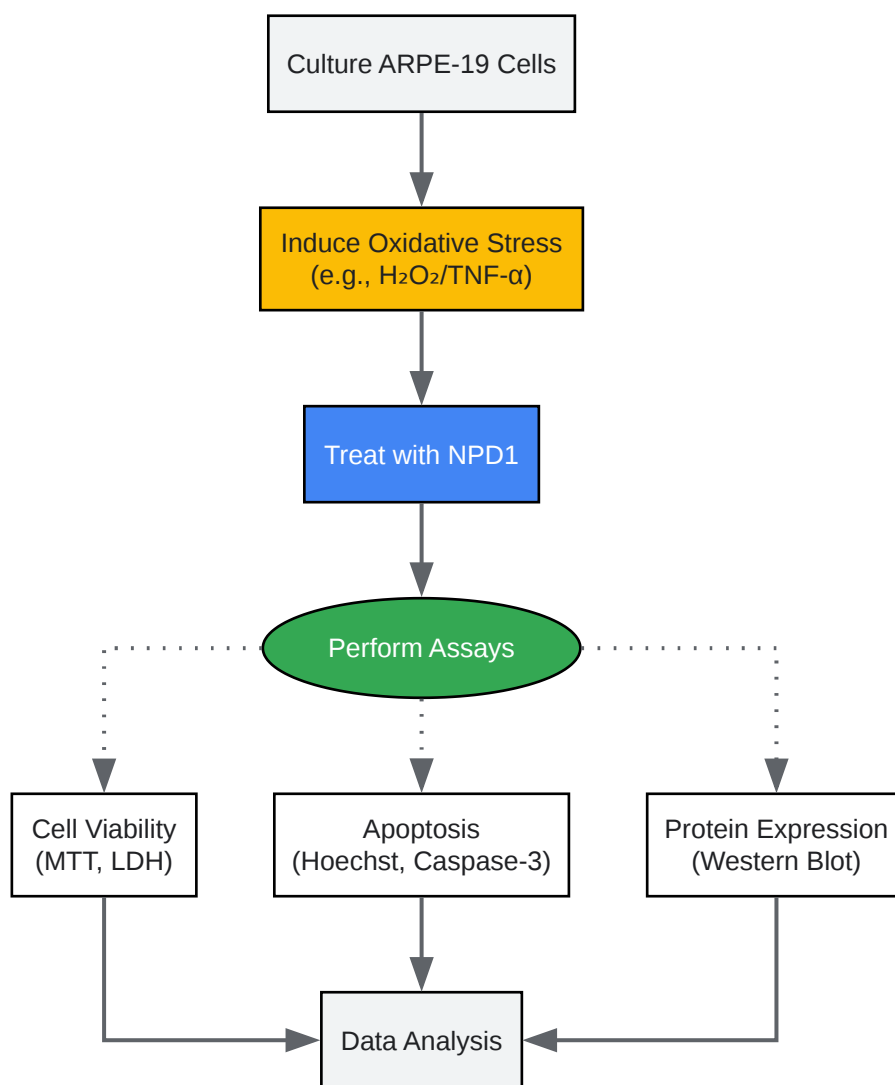 Culture ARPE-19 Cells
Induce Oxidative Stress
(e.g., H₂O₂/TNF-α)
Treat with NPD1
Perform Assays
Cell Viability
(MTT, LDH)
Apoptosis
(Hoechst, Caspase-3)
Protein Expression
(Western Blot)
Data Analysis